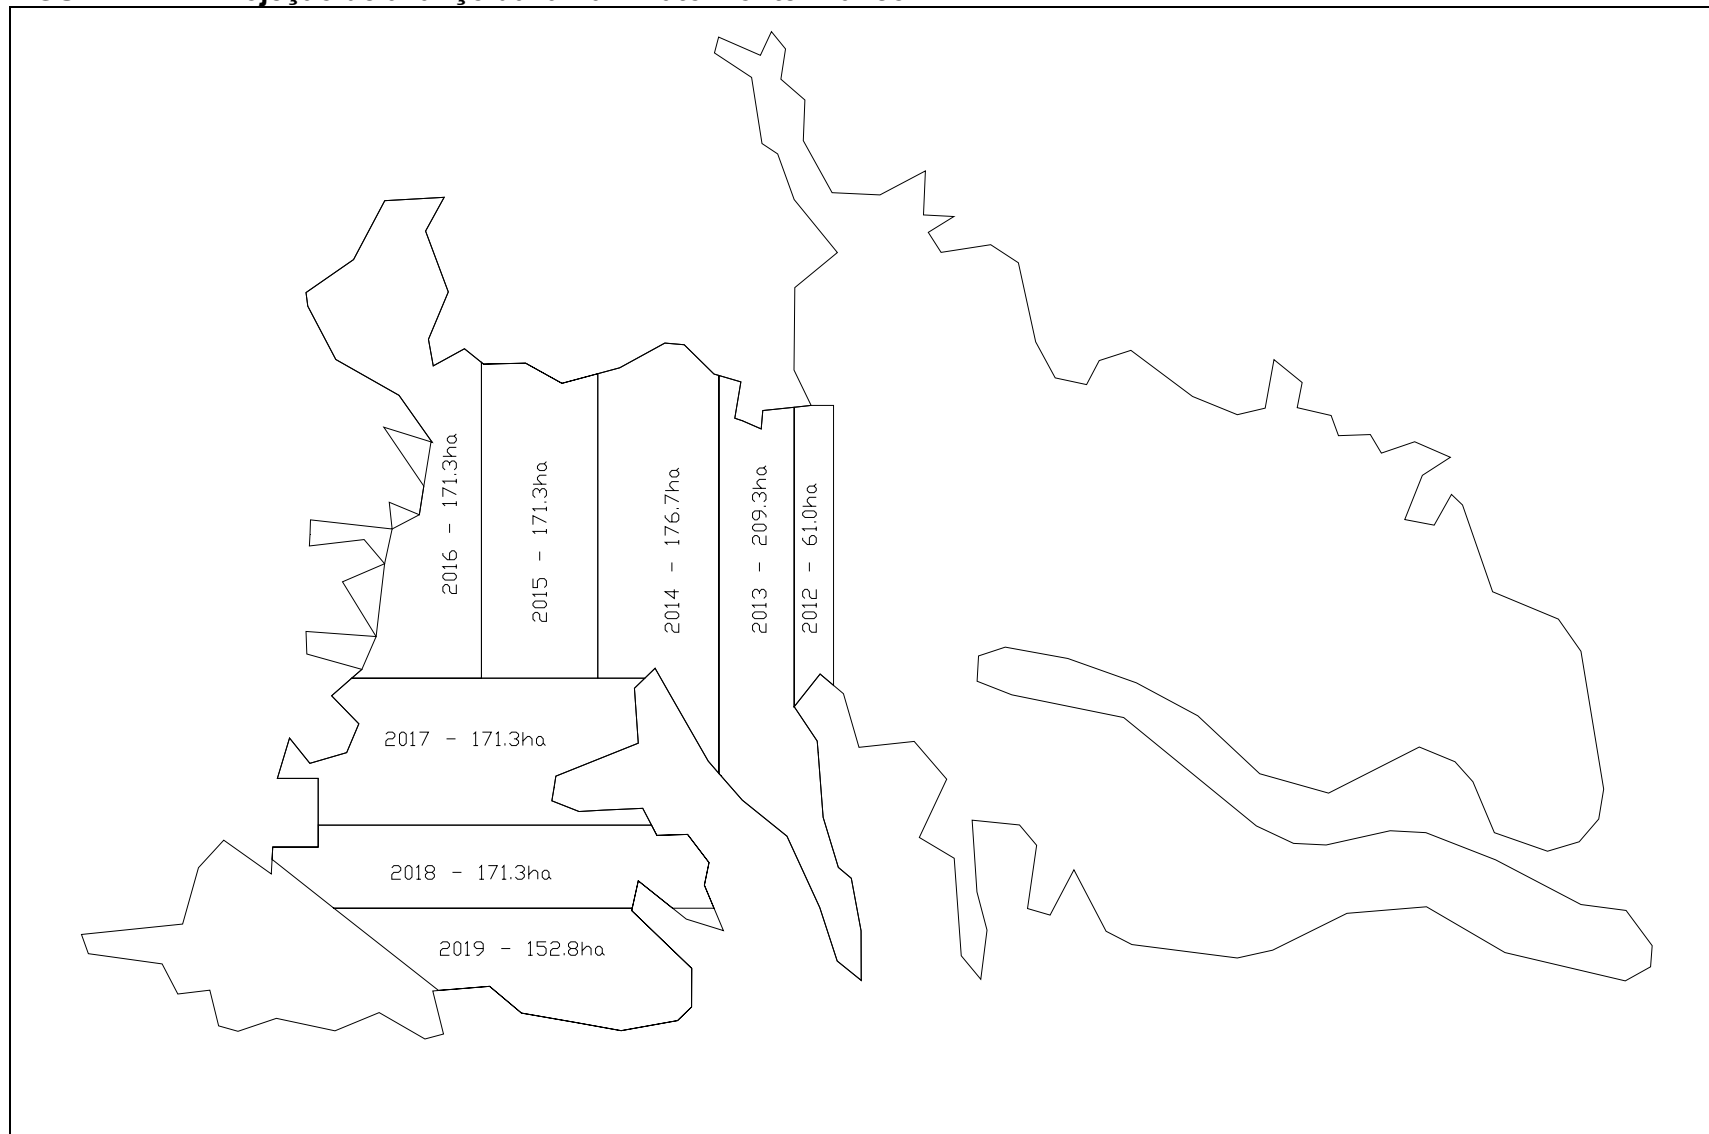 2016 - 171.3ha
2015 - 171.3ha
2014 - 176.7ha
2013 - 209.3ha
2012 - 61.0ha
2017 - 171.3ha
2018 - 171.3ha
2019 - 152.8ha